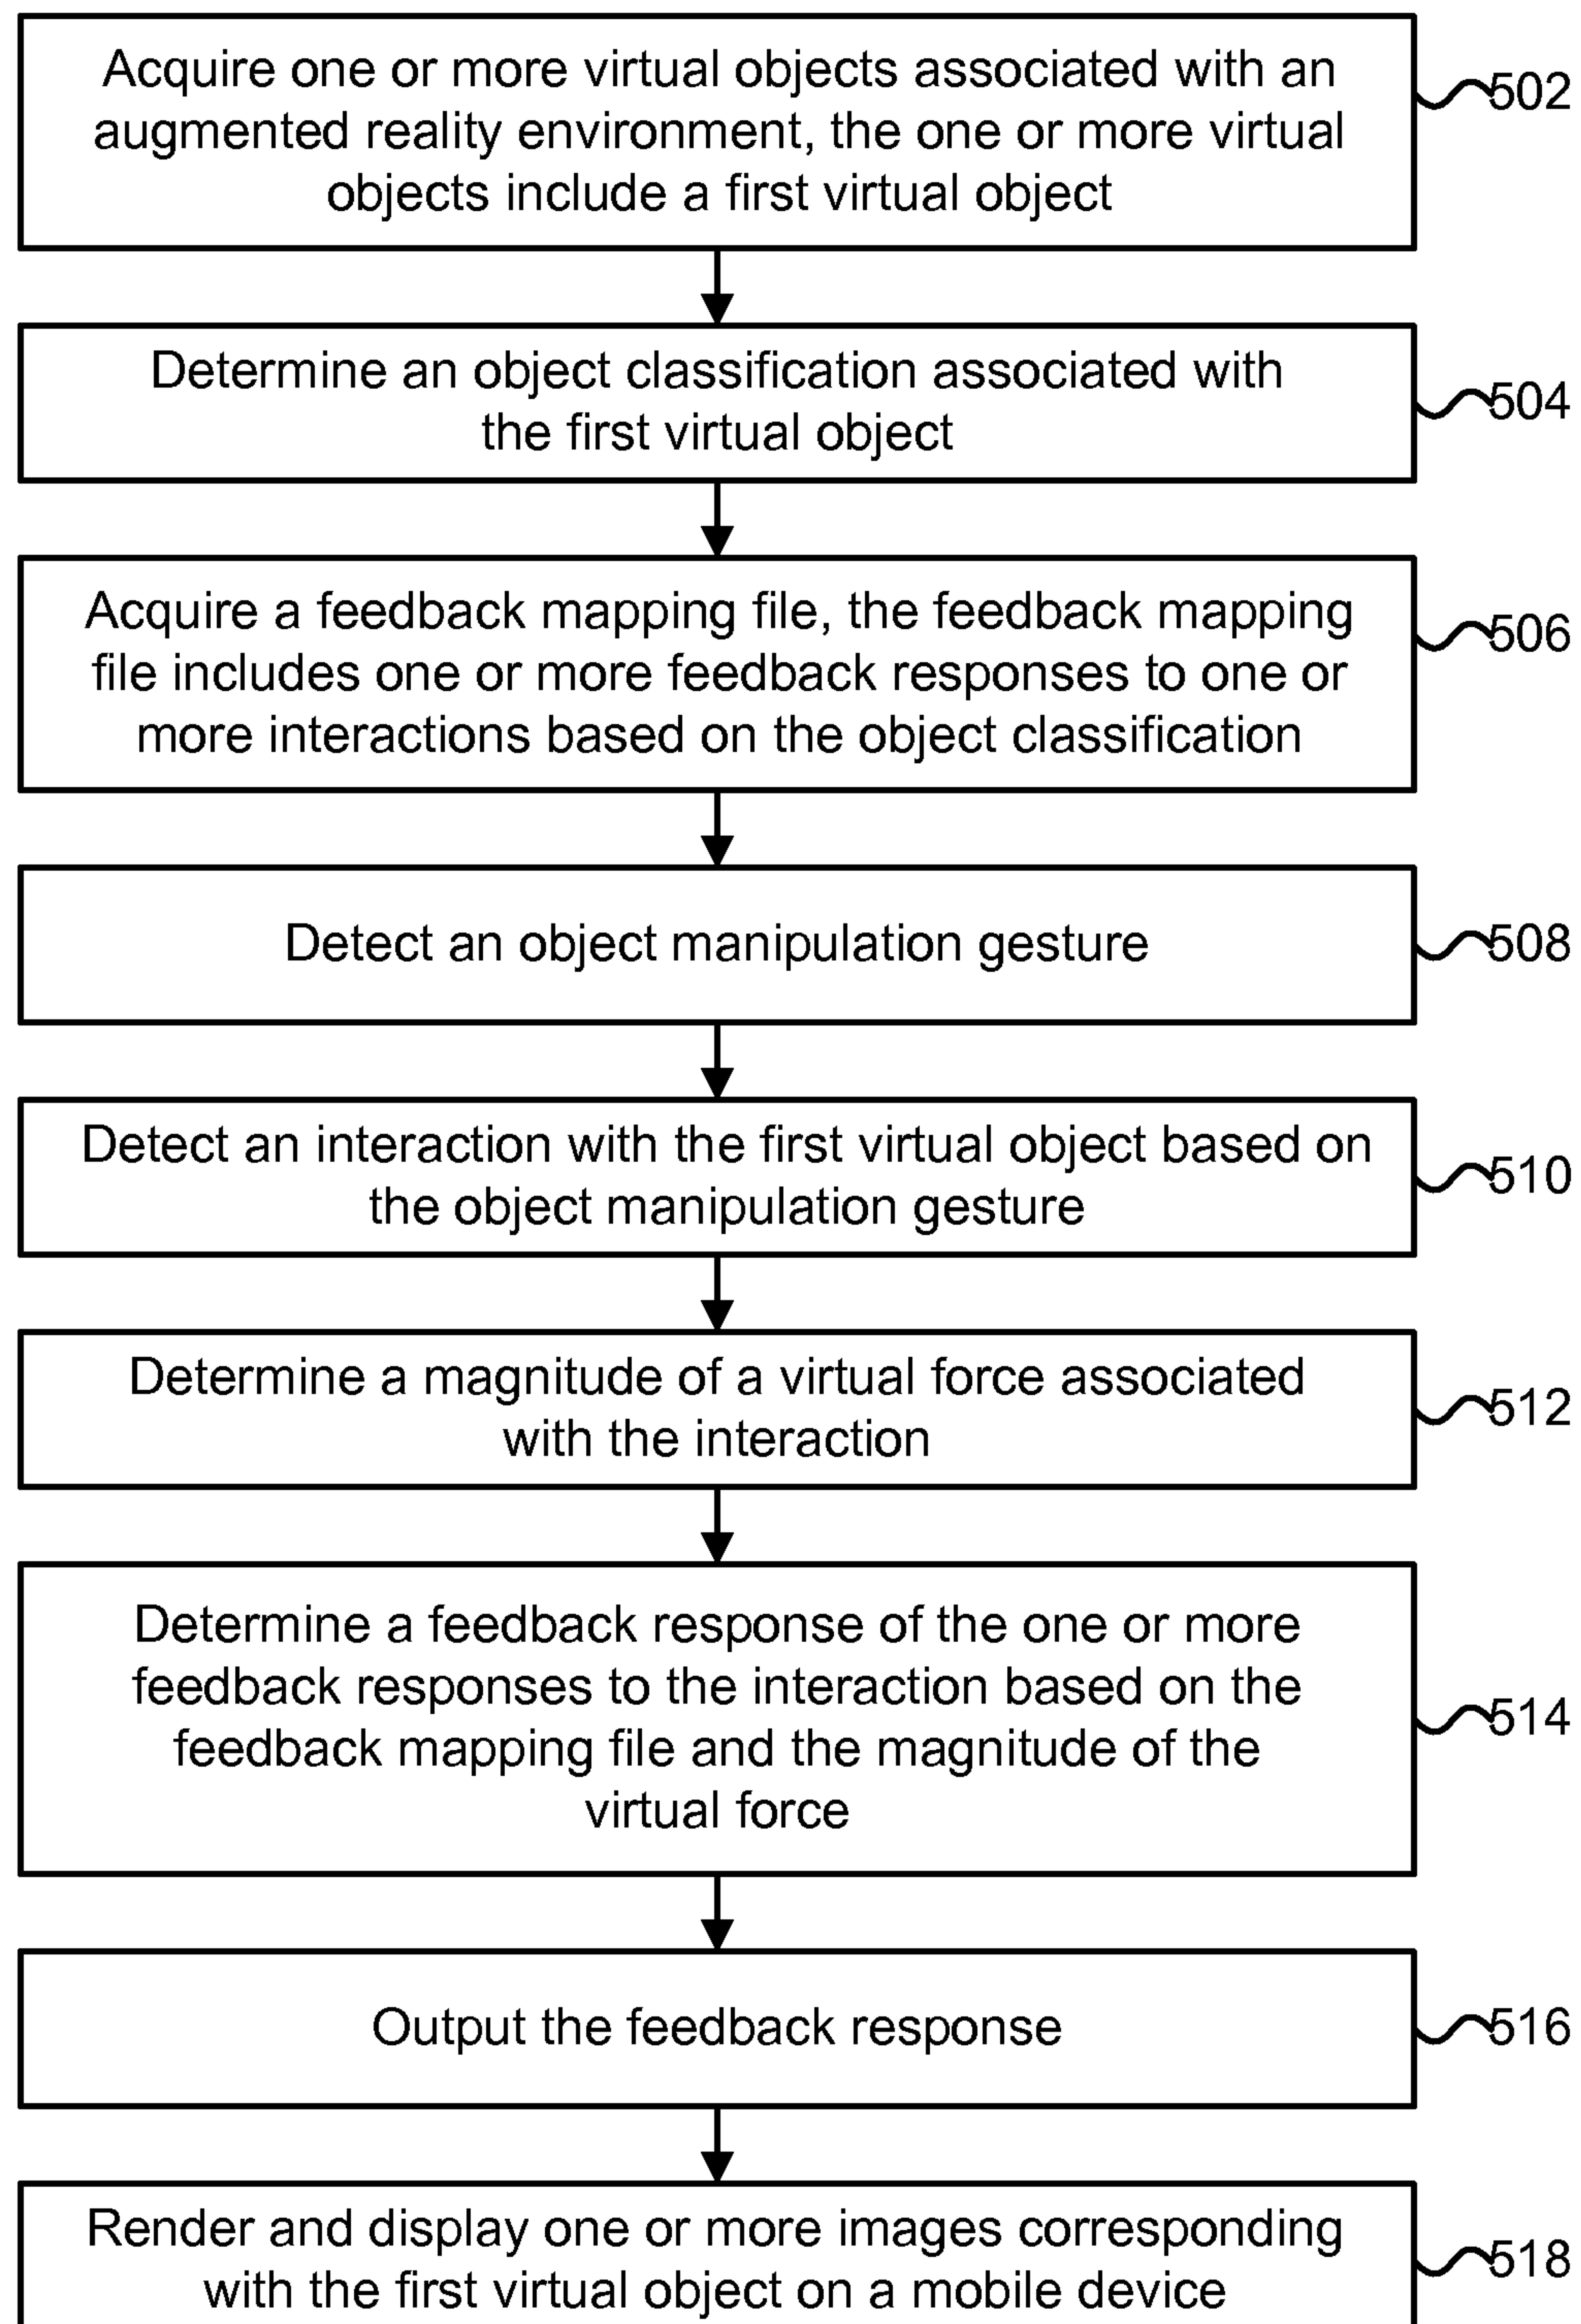 Acquire one or more virtual objects associated with an
augmented reality environment, the one or more virtual
objects include a first virtual object
502
Determine an object classification associated with
the first virtual object
504
Acquire a feedback mapping file, the feedback mapping
file includes one or more feedback responses to one or
more interactions based on the object classification
506
Detect an object manipulation gesture
508
Detect an interaction with the first virtual object based on
the object manipulation gesture
510
Determine a magnitude of a virtual force associated
with the interaction
512
Determine a feedback response of the one or more
feedback responses to the interaction based on the
feedback mapping file and the magnitude of the
virtual force
514
Output the feedback response
516
Render and display one or more images corresponding
with the first virtual object on a mobile device
518